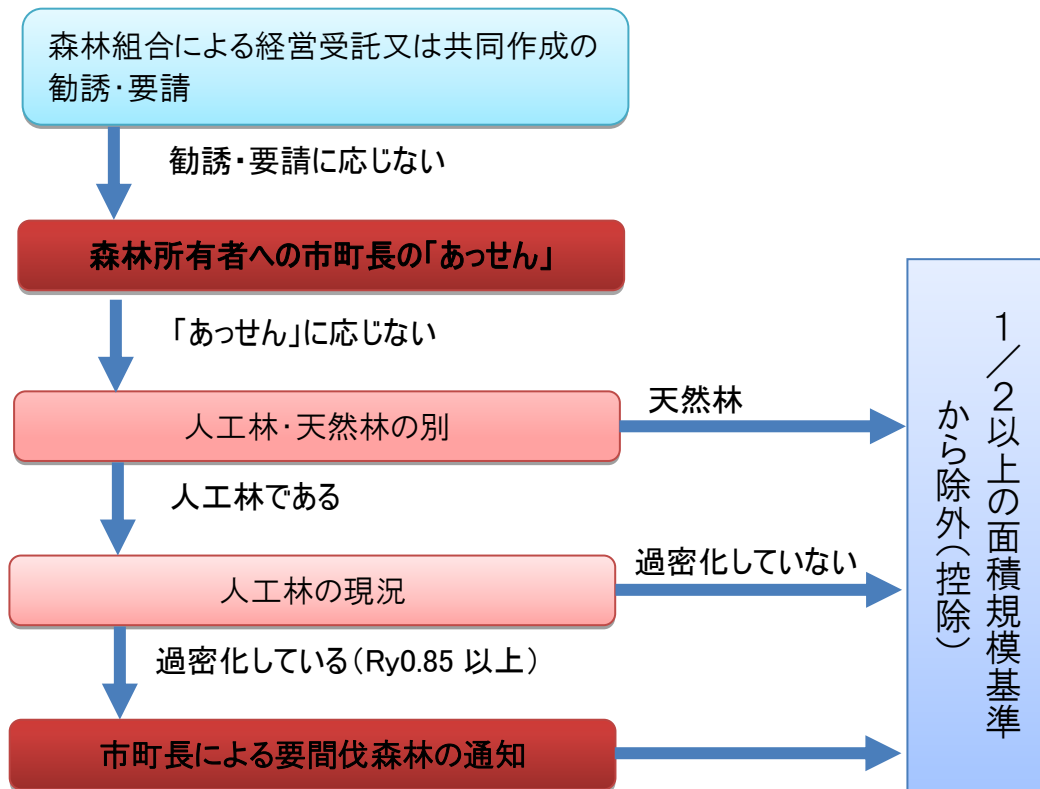 森林組合による経営受託又は共同作成の
勧誘・要請
勧誘・要請に応じない
森林所有者への市町長の「あっせん」
「あっせん」に応じない
人工林・天然林の別
天然林
人工林である
人工林の現況
過密化していない
過密化している（Ry0.85 以上）
市町長による要間伐森林の通知
１／２以上の面積規模基準
から除外（控除）